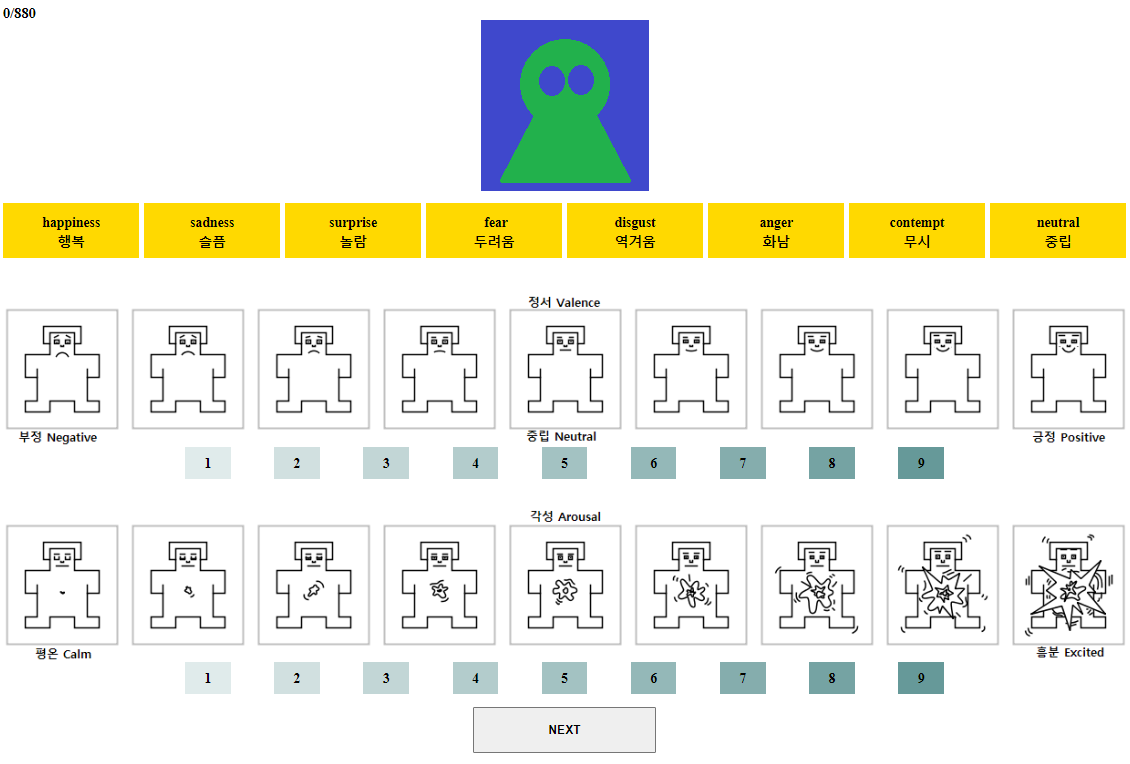 0/880
happiness sadness surprise fear disgust anger contempt neutral
행복 슬픔 놀람 두려움 역겨움 화남 무시 중립
정서 Valence
부정 Negative 중립 Neutral 긍정 Positive
1 2 3 4 5 6 7 8 9
각성 Arousal
평온 Calm 흥분 Excited
1 2 3 4 5 6 7 8 9
NEXT